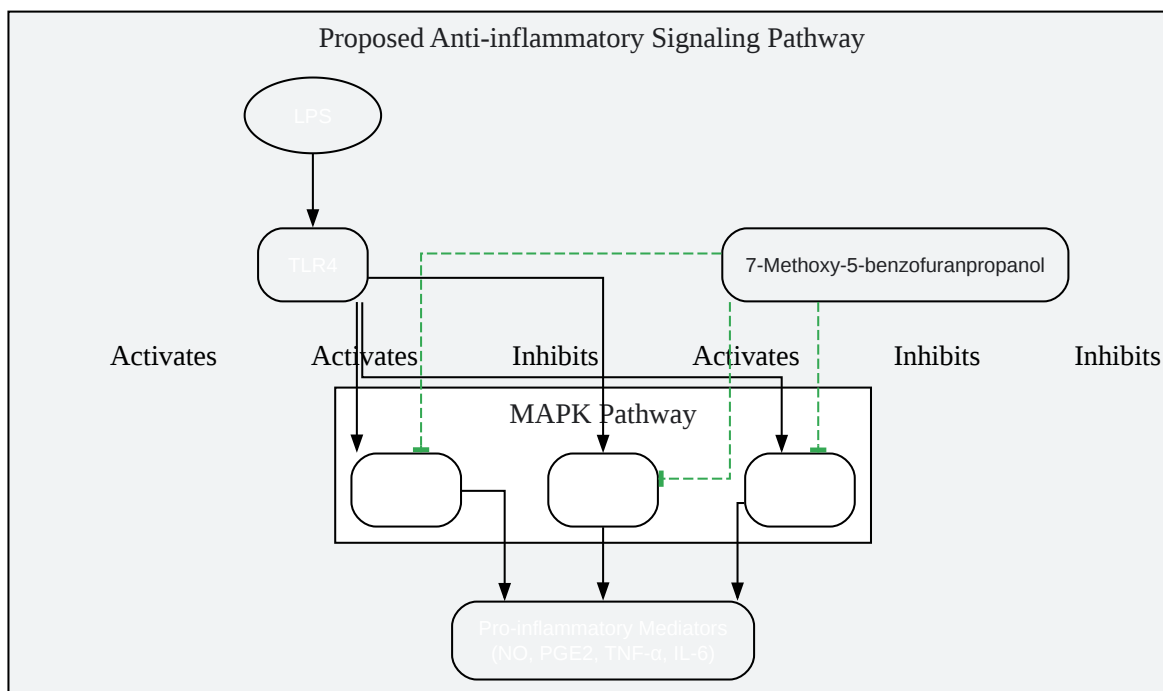 Proposed Anti-inflammatory Signaling Pathway
LPS
TLR4
7-Methoxy-5-benzofuranpropanol
Activates
Activates
Inhibits
Activates
Inhibits
Inhibits
MAPK Pathway
Pro-inflammatory Mediators
(NO, PGE2, TNF-α, IL-6)